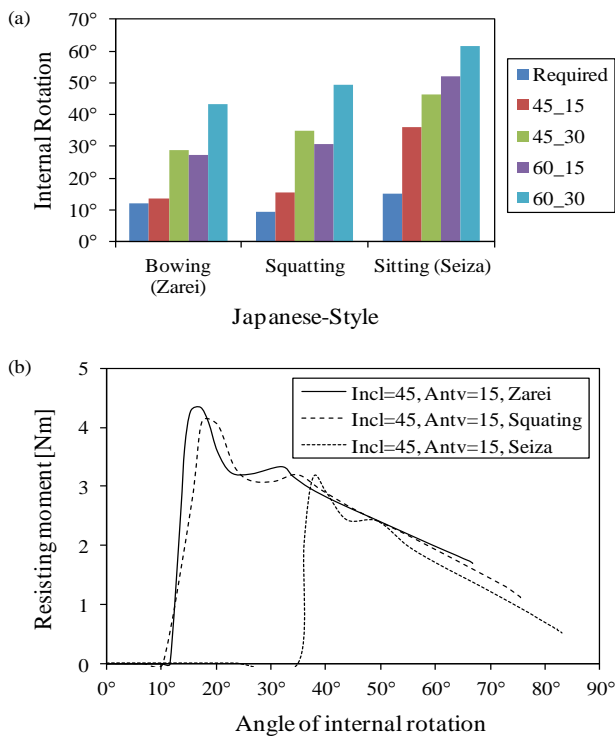 (a)
70°
60°
50°
40°
30°
20°
10°
0°
Internal Rotation
Bowing (Zarei)
Squatting
Sitting (Seiza)
Japanese-Style
Required
45_15
45_30
60_15
60_30
(b)
5
4
3
2
1
0
Resisting moment [Nm]
Incl=45, Antv=15, Zarei
Incl=45, Antv=15, Squating
Incl=45, Antv=15, Seiza
0° 10° 20° 30° 40° 50° 60° 70° 80° 90°
Angle of internal rotation